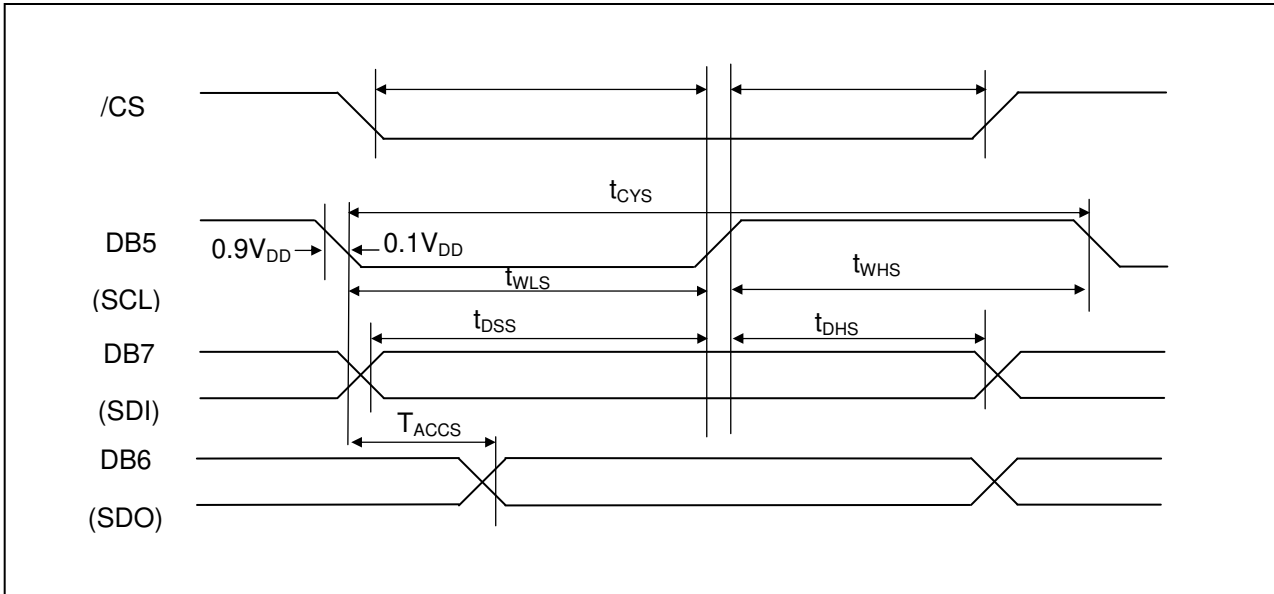 /CS
tCYS
DB5
0.9VDD
0.1VDD
tWHS
tWLS
(SCL)
tDSS
tDHS
DB7
(SDI)
TACCS
DB6
(SDO)